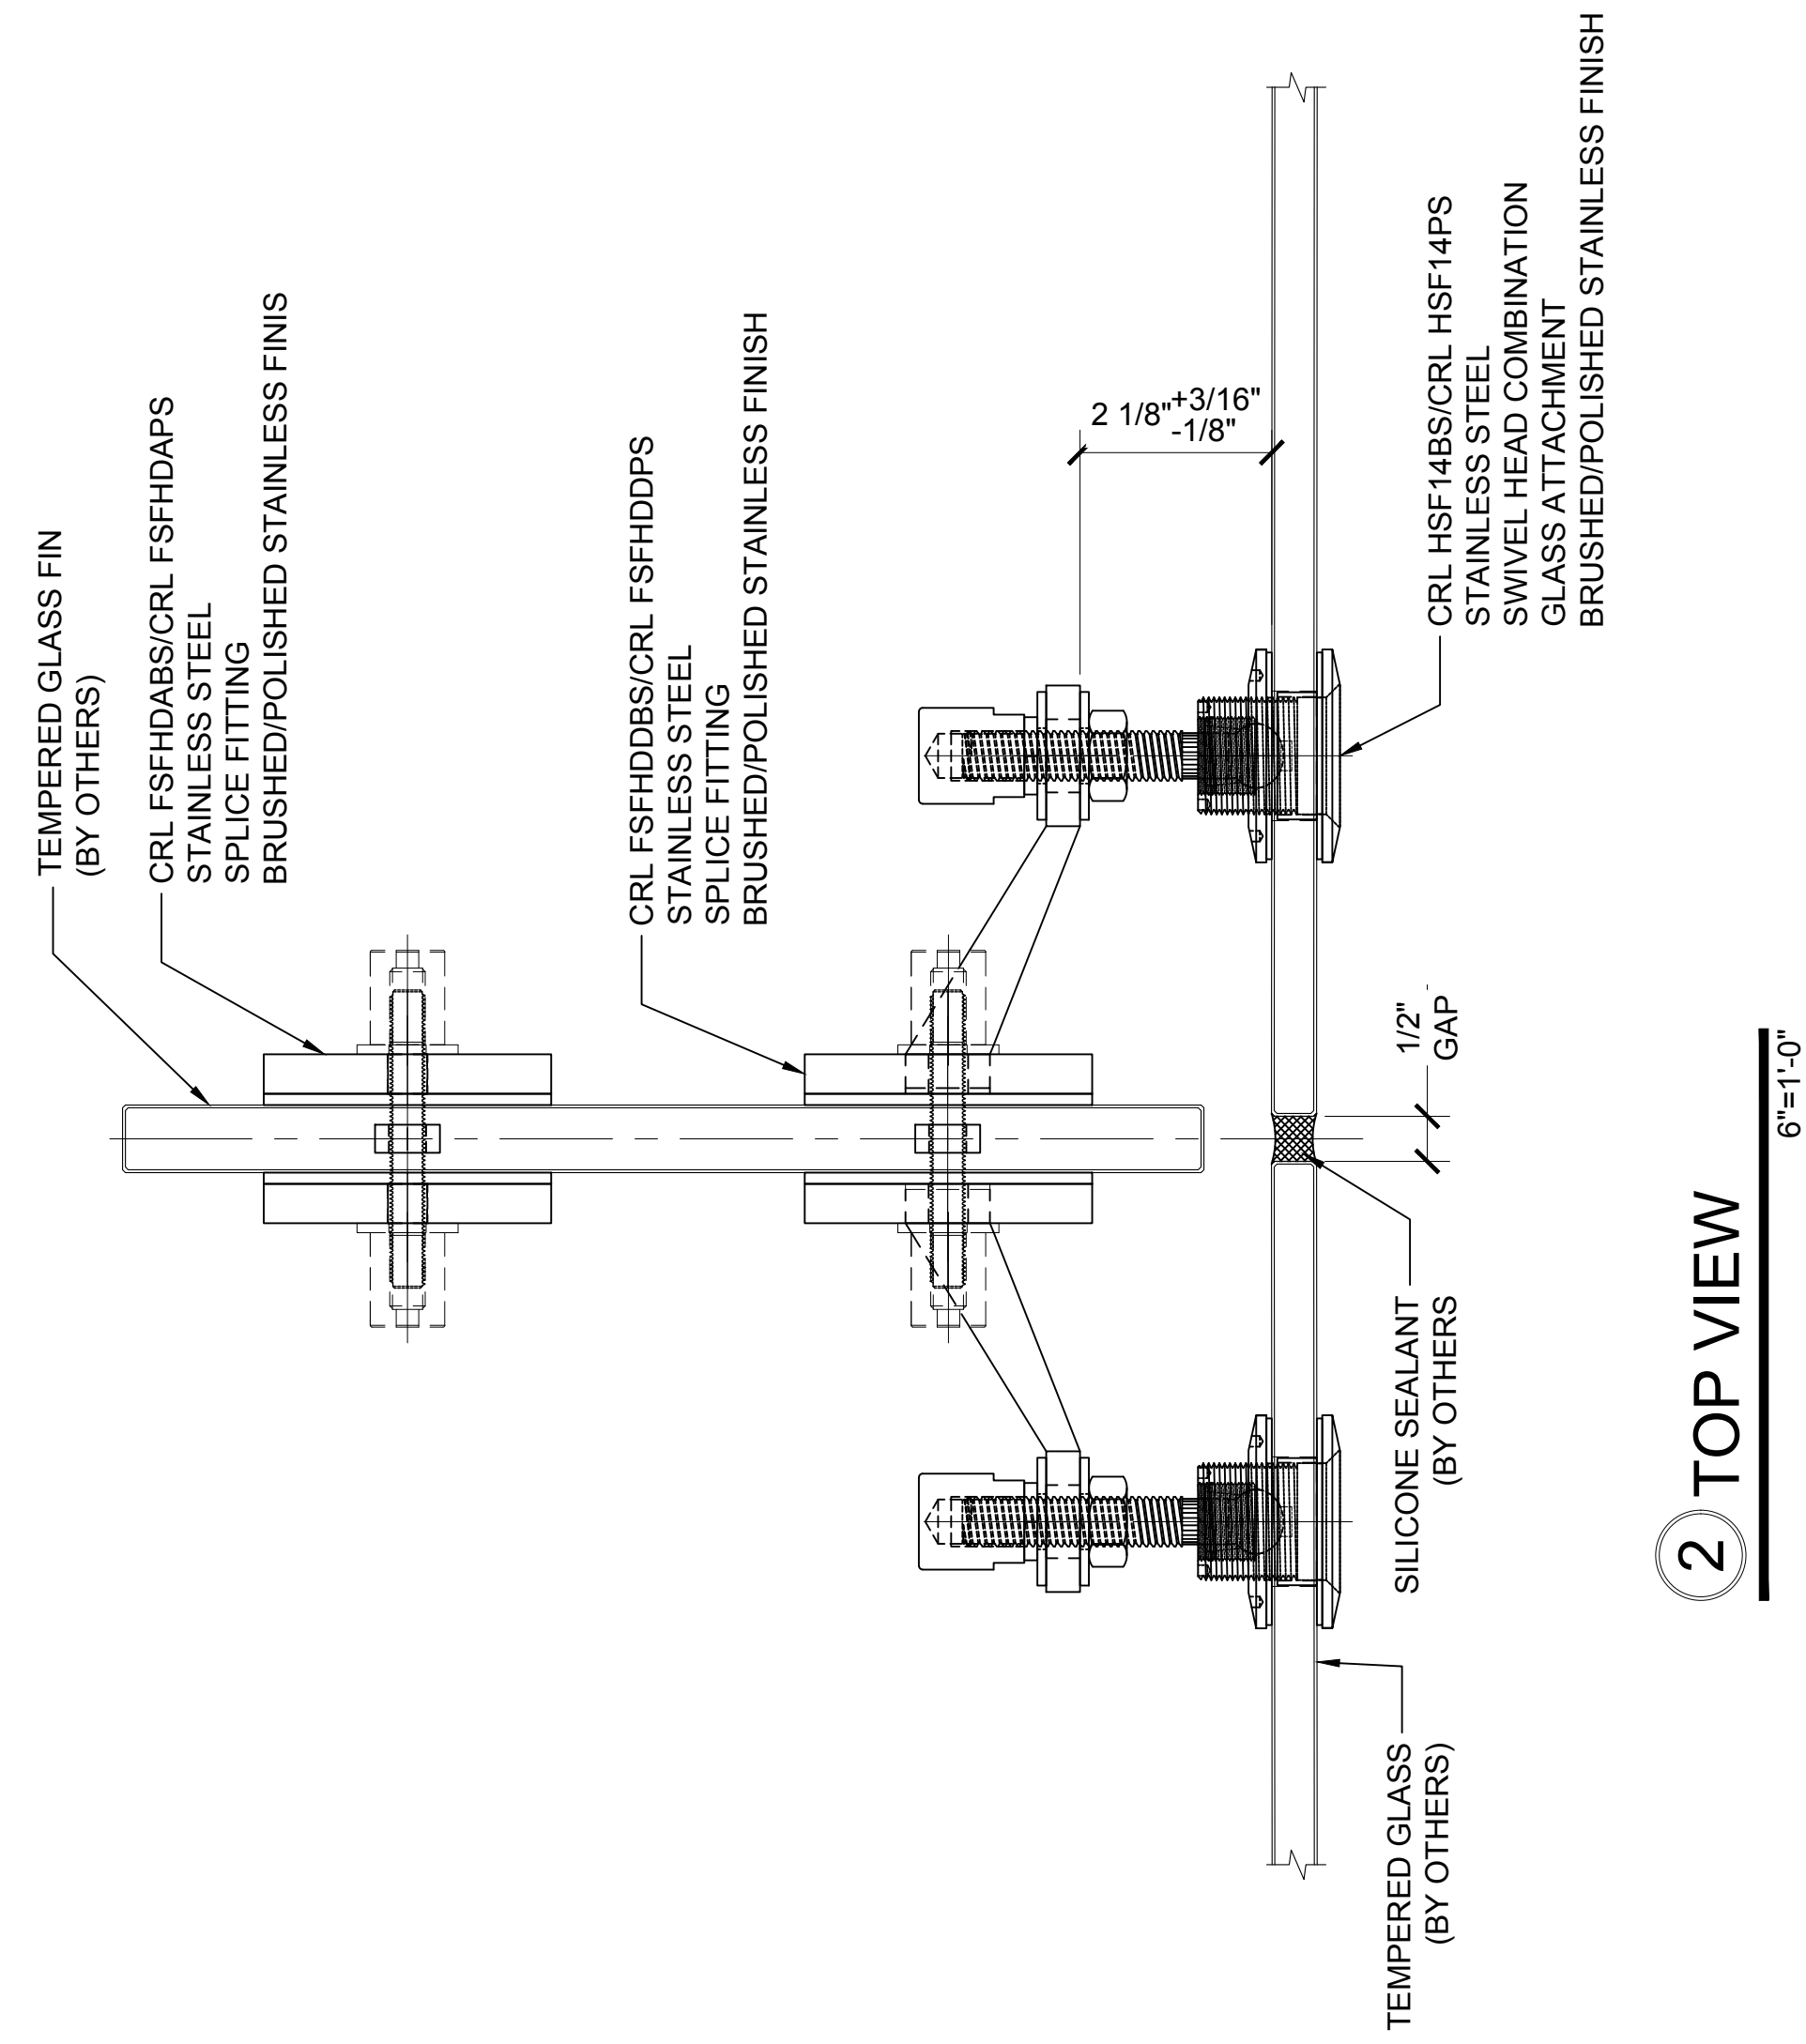 TEMPERED GLASS FIN
(BY OTHERS)
CRL FSFHDABS/CRL FSFHDAPS
STAINLESS STEEL
SPLICE FITTING
BRUSHED/POLISHED STAINLESS FINIS
CRL FSFHDDBS/CRL FSFHDDPS
STAINLESS STEEL
SPLICE FITTING
BRUSHED/POLISHED STAINLESS FINISH
2 1/8"+3/16"
-1/8"
CRL HSF14BS/CRL HSF14PS
STAINLESS STEEL
SWIVEL HEAD COMBINATION
GLASS ATTACHMENT
BRUSHED/POLISHED STAINLESS FINISH
1/2"
GAP
SILICONE SEALANT
(BY OTHERS
TEMPERED GLASS
(BY OTHERS)
2 TOP VIEW
6"=1'-0"